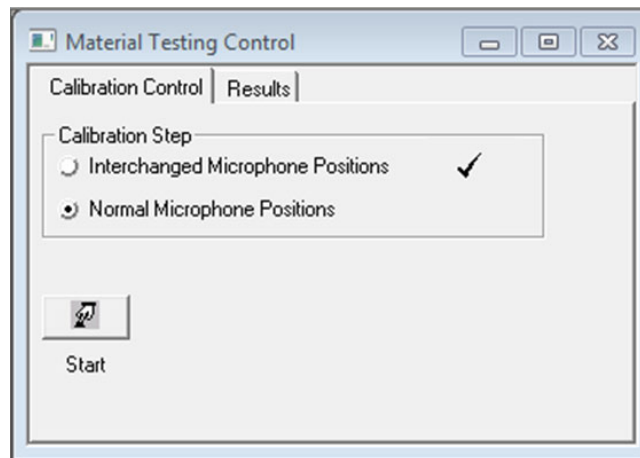 Material Testing Control
Calibration Control Results
Calibration Step
Interchanged Microphone Positions
Normal Microphone Positions
Start